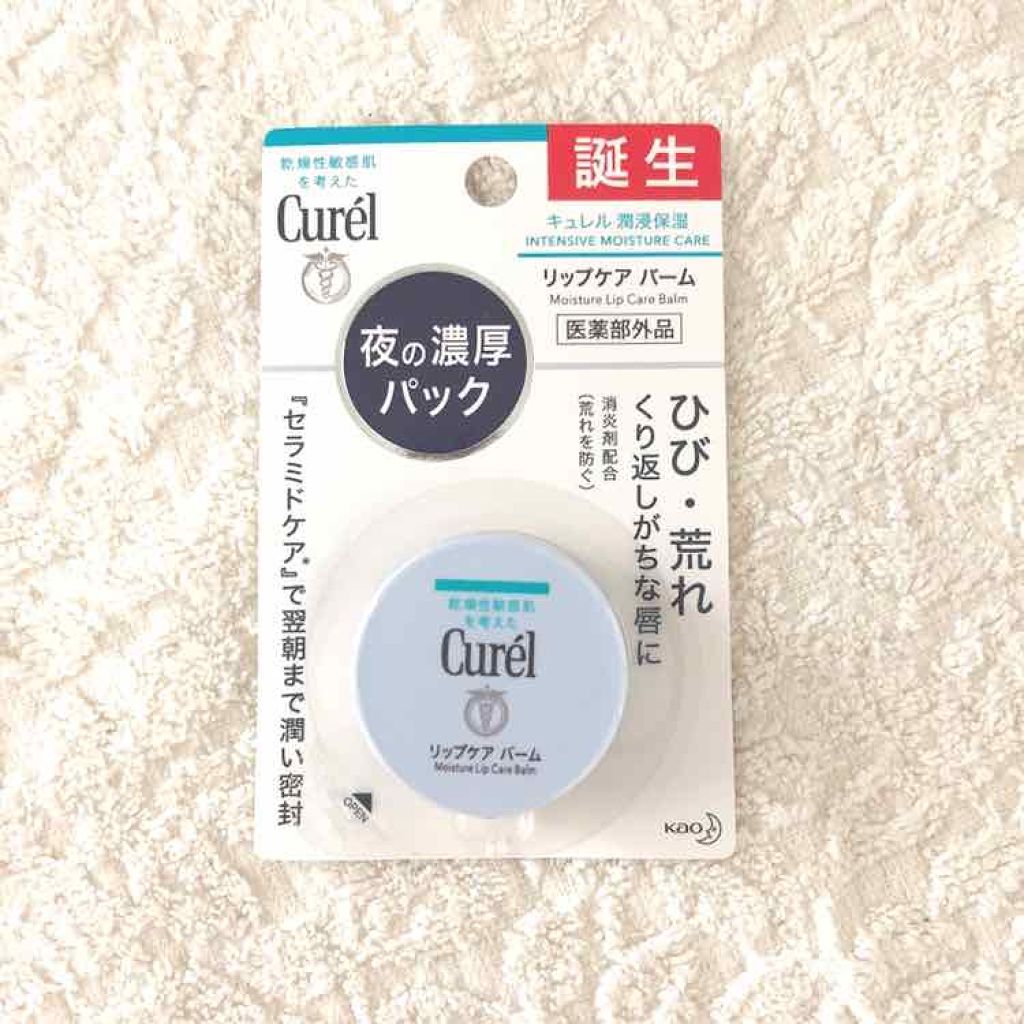 乾燥性敏感肌
を考えた
Curél
誕生
キュレル 潤浸保湿
INTENSIVE MOISTURE CARE
リップケア バーム
Moisture Lip Care Balm
医薬部外品
夜の濃厚
パック
ひび・荒れ
くり返しがちな唇に
消炎剤配合
(荒れを防ぐ)
『セラミドケア※』で翌朝まで潤い密封
乾燥性敏感肌
を考えた
Curél
リップケア バーム
Moisture Lip Care Balm
OPEN
Kao